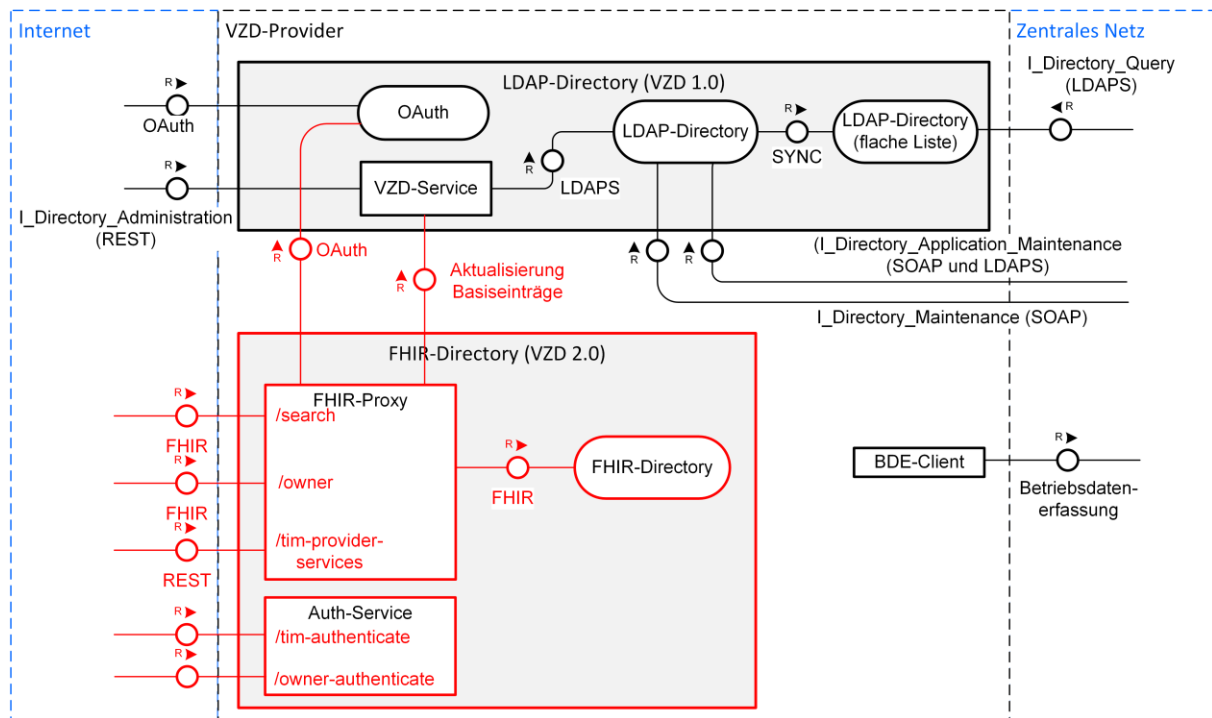 Internet
VZD-Provider
Zentrales Netz
LDAP-Directory (VZD 1.0)
I_Directory_Query
(LDAPS)
R
OAuth
OAuth
R
I_Directory_Administration
(REST)
VZD-Service
R
LDAPS
LDAP-Directory
R
SYNC
LDAP-Directory
(flache Liste)
R
R
OAuth
R
Aktualisierung
Basiseinträge
R
R
(I_Directory_Application_Maintenance
(SOAP und LDAPS)
I_Directory_Maintenance (SOAP)
FHIR-Directory (VZD 2.0)
FHIR-Proxy
R
/search
FHIR
R
/owner
FHIR
R
/tim-provider-
services
REST
R
FHIR
FHIR-Directory
BDE-Client
R
Betriebsdaten-
erfassung
Auth-Service
R
/tim-authenticate
R
/owner-authenticate